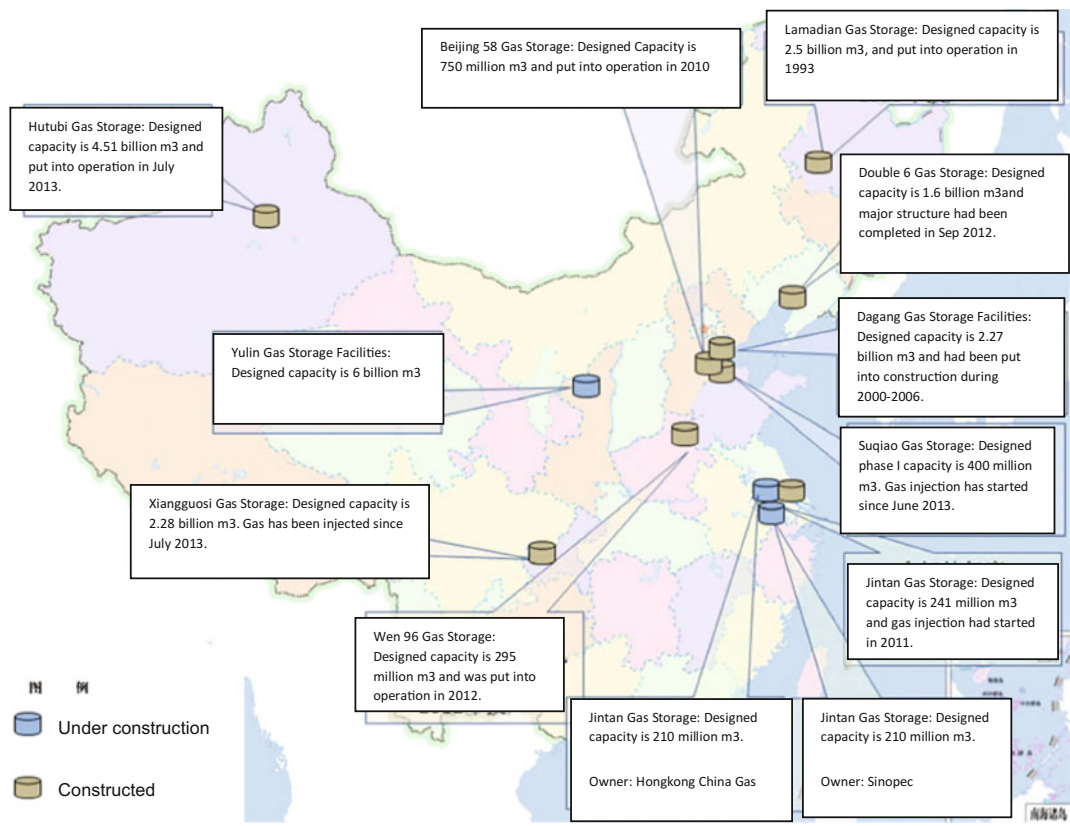 Beijing 58 Gas Storage: Designed Capacity is
750 million m3 and put into operation in 2010
Lamadian Gas Storage: Designed capacity is
2.5 billion m3, and put into operation in
1993
Hutubi Gas Storage: Designed
capacity is 4.51 billion m3 and
put into operation in July
2013.
Double 6 Gas Storage: Designed
capacity is 1.6 billion m3and
major structure had been
completed in Sep 2012.
Dagang Gas Storage Facilities:
Designed capacity is 2.27
billion m3 and had been put
into construction during
2000-2006.
Yulin Gas Storage Facilities:
Designed capacity is 6 billion m3
Suqiao Gas Storage: Designed
phase I capacity is 400 million
m3. Gas injection has started
since June 2013.
Xiangguosi Gas Storage: Designed capacity is
2.28 billion m3. Gas has been injected since
July 2013.
Jintan Gas Storage: Designed
capacity is 241 million m3
and gas injection had started
in 2011.
Wen 96 Gas Storage:
Designed capacity is 295
million m3 and was put into
operation in 2012.
Jintan Gas Storage: Designed
capacity is 210 million m3.
Owner: Hongkong China Gas
Jintan Gas Storage: Designed
capacity is 210 million m3.
Owner: Sinopec
图 例
Under construction
Constructed
南海诸岛